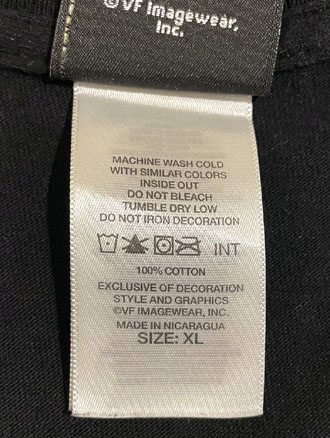 ©VF Imagewear,
Inc.
MACHINE WASH COLD
WITH SIMILAR COLORS
INSIDE OUT
DO NOT BLEACH
TUMBLE DRY LOW
DO NOT IRON DECORATION
INT
100% COTTON
EXCLUSIVE OF DECORATION
STYLE AND GRAPHICS
©VF IMAGEWEAR, INC.
MADE IN NICARAGUA
SIZE: XL